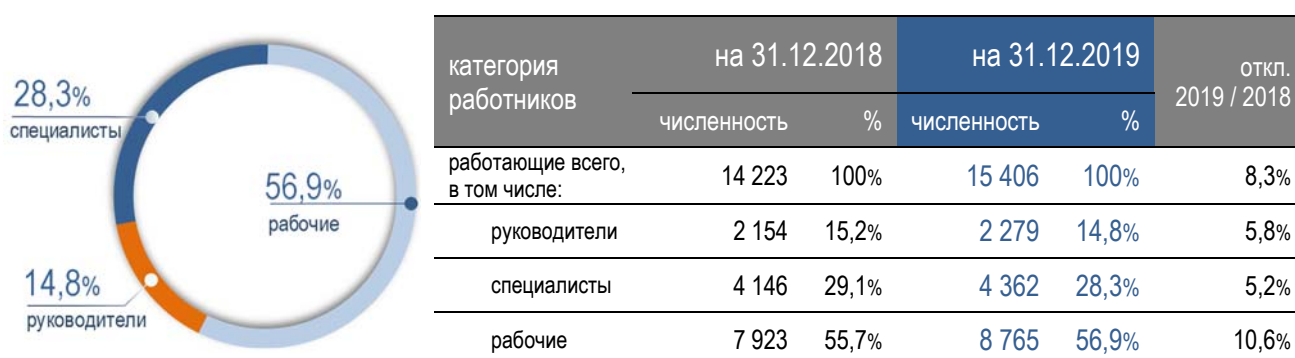 28,3%
специалисты
56,9%
рабочие
14,8%
руководители
категория
работников
на 31.12.2018
на 31.12.2019
откл.
2019 / 2018
численность % численность %
работающие всего,
в том числе:
14 223 100% 15 406 100% 8,3%
руководители 2 154 15,2% 2 279 14,8% 5,8%
специалисты 4 146 29,1% 4 362 28,3% 5,2%
рабочие 7 923 55,7% 8 765 56,9% 10,6%